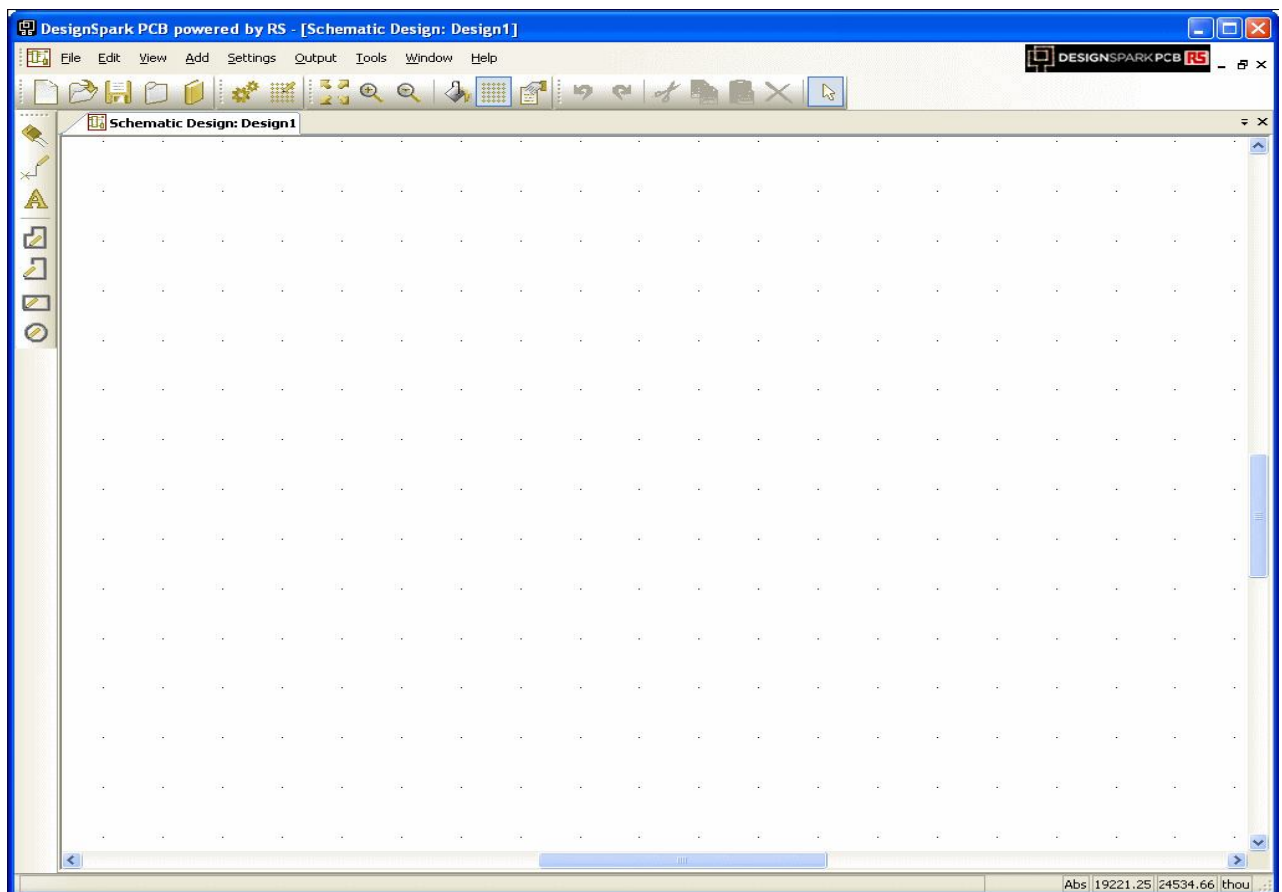 DesignSpark PCB powered by RS - [Schematic Design: Design1]
File Edit View Add Settings Output Tools Window Help
DESIGNSPARK PCB RS
Schematic Design: Design1
Abs 19221.25 24534.66 thou